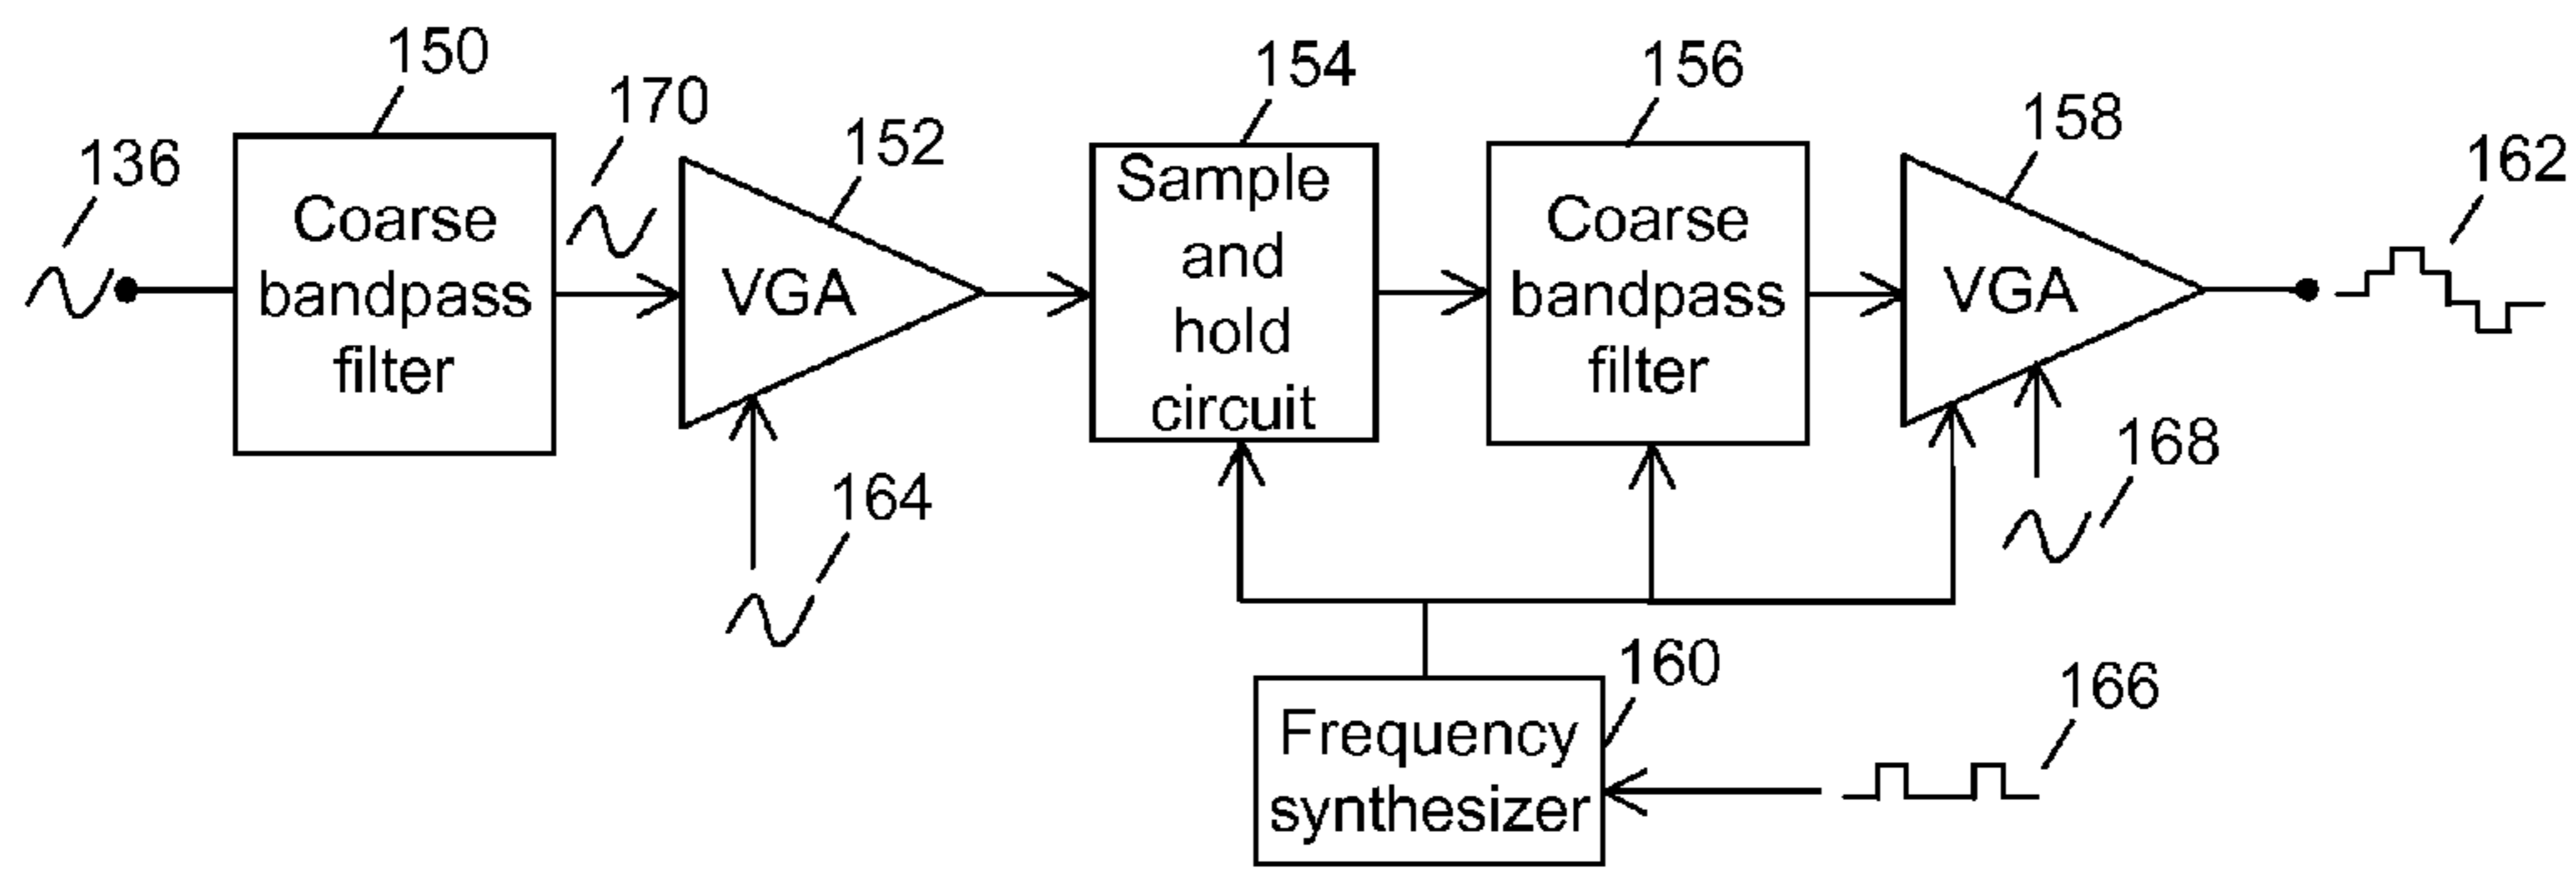 150
170
154
156
136
152
158
162
Coarse
bandpass
filter
VGA
Sample
and
hold
circuit
Coarse
bandpass
filter
VGA
164
168
160
166
Frequency
synthesizer